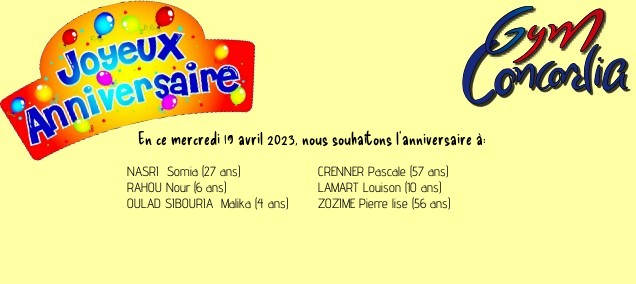 Joyeux
Anniversaire
Gym
Concordia
En ce mercredi 19 avril 2023, nous souhaitons l'anniversaire à:
NASRI Somia (27 ans)
RAHOU Nour (6 ans)
OULAD SIBOURIA Malika (4 ans)
CRENNER Pascale (57 ans)
LAMART Louison (10 ans)
ZOZIME Pierre lise (56 ans)